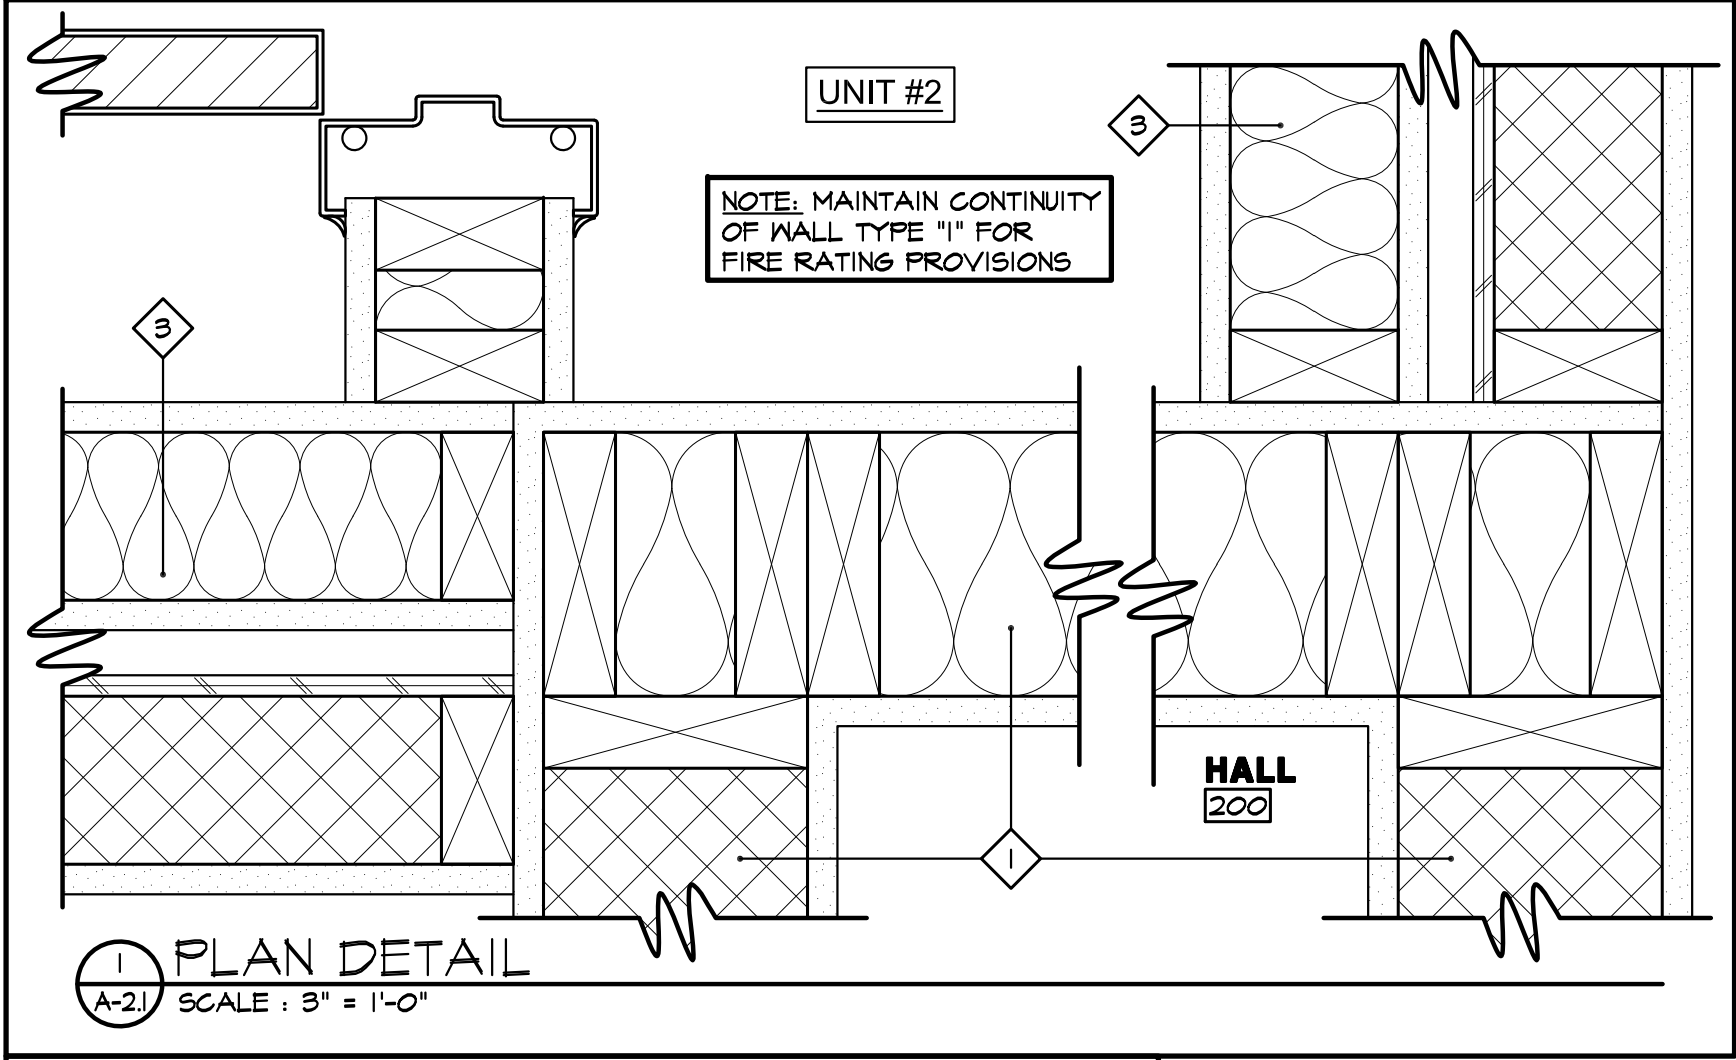 UNIT #2
3
NOTE: MAINTAIN CONTINUITY
OF WALL TYPE "1" FOR
FIRE RATING PROVISIONS
3
HALL
200
1
1
A-2.1
PLAN DETAIL
SCALE : 3" = 1'-0"